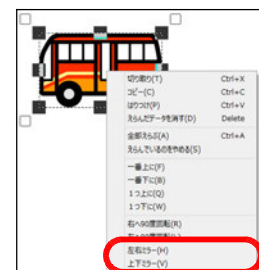 切り取り(T) Ctrl+X
コピー(C) Ctrl+C
はりつけ(P) Ctrl+V
えらんだデータを消す(D) Delete
全部えらぶ(A) Ctrl+A
えらんでいるのをやめる(S)
一番上に(F)
一番下に(B)
1つ上に(Q)
1つ下に(W)
右へ90度回転(R)
左右ミラー(H)
上下ミラー(V)